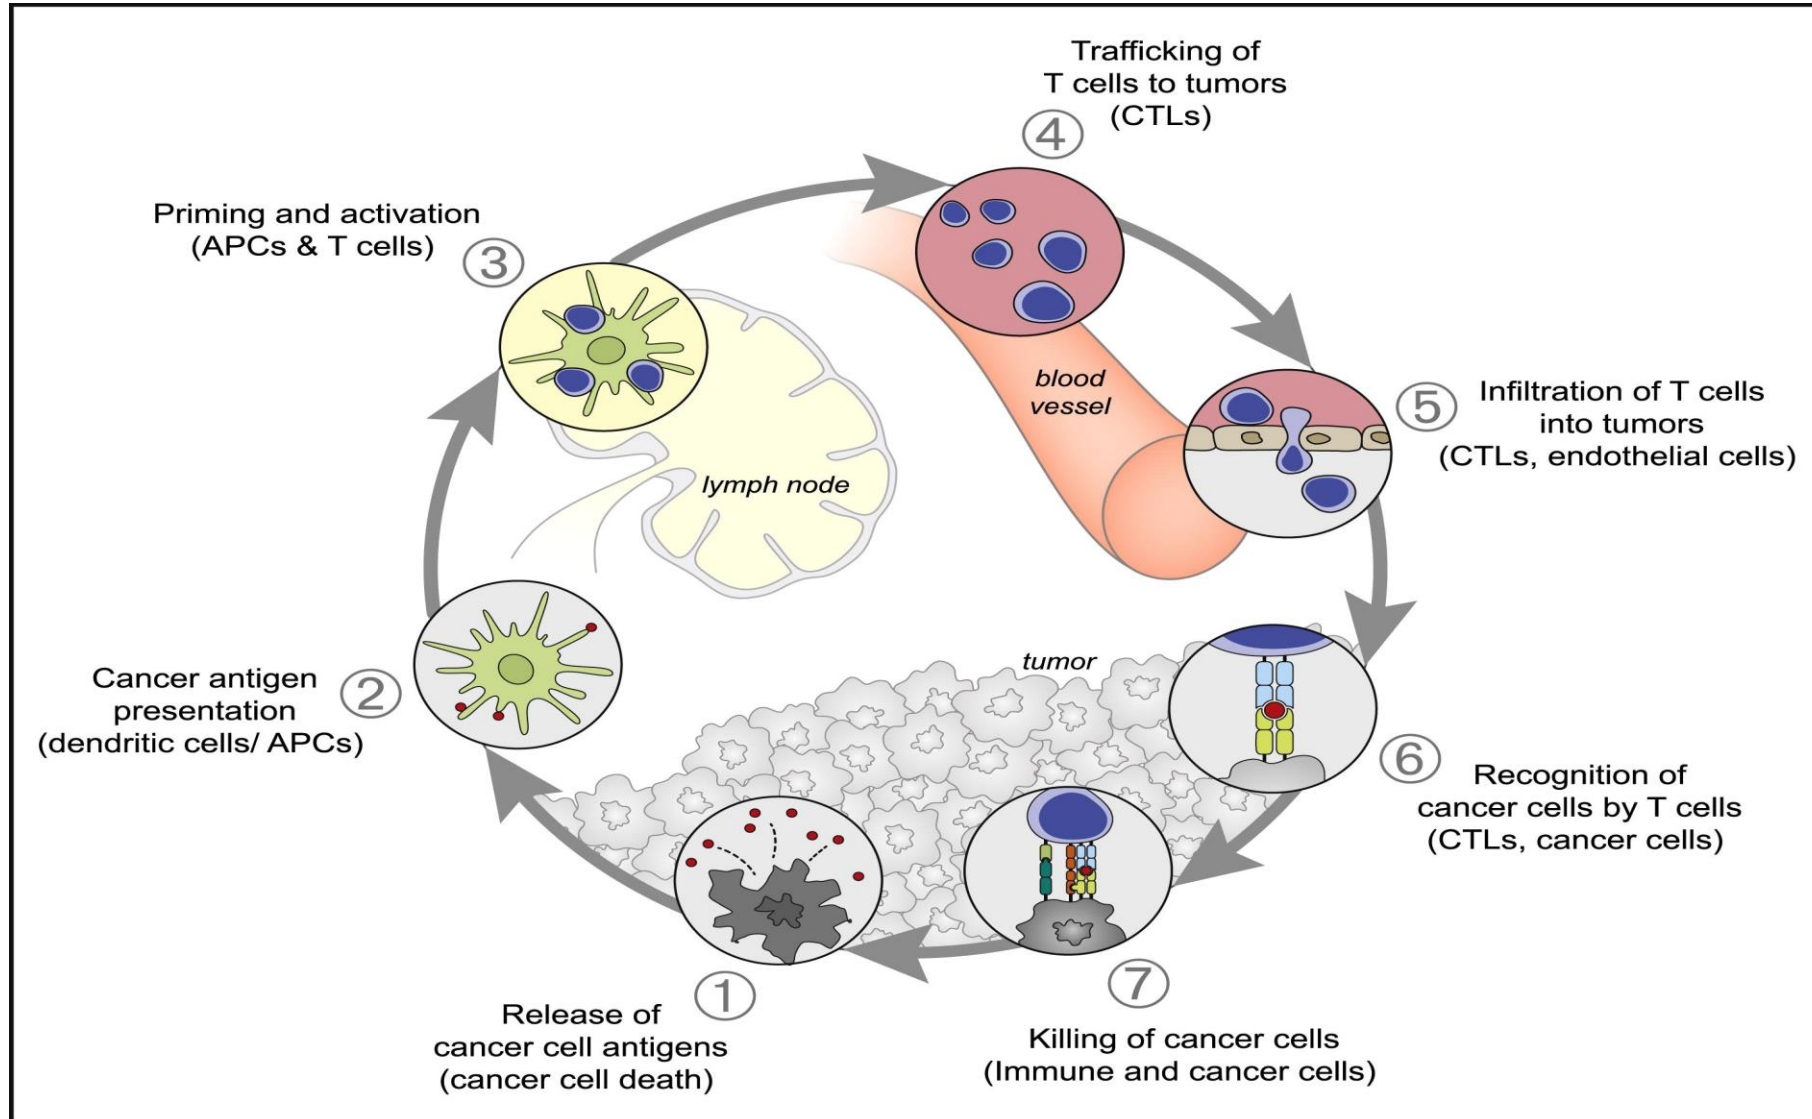 Trafficking of
T cells to tumors
(CTLs)
4
Priming and activation
(APCs & T cells)
3
blood
vessel
5
Infiltration of T cells
into tumors
(CTLs, endothelial cells)
lymph node
tumor
Cancer antigen
presentation
(dendritic cells/ APCs)
2
6
Recognition of
cancer cells by T cells
(CTLs, cancer cells)
1
Release of
cancer cell antigens
(cancer cell death)
7
Killing of cancer cells
(Immune and cancer cells)